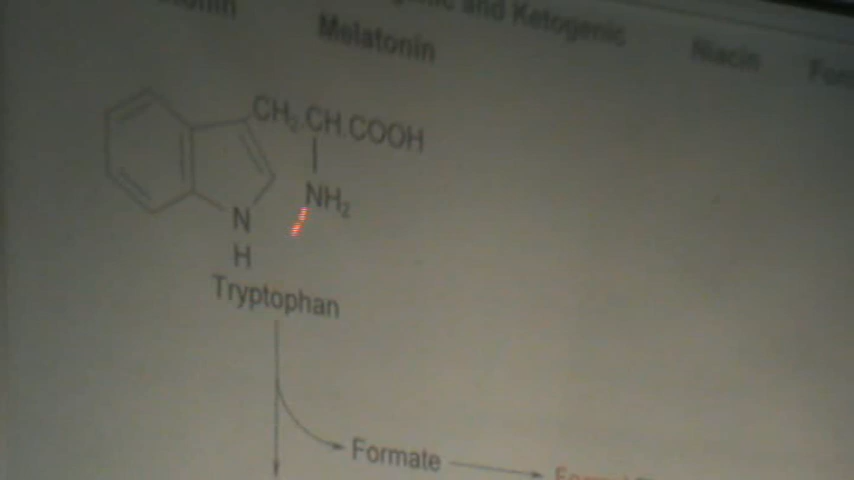 and Ketogenic
Melatonin
Niacin
CH₂.CH.COOH
NH₂
N
H
Tryptophan
Formate